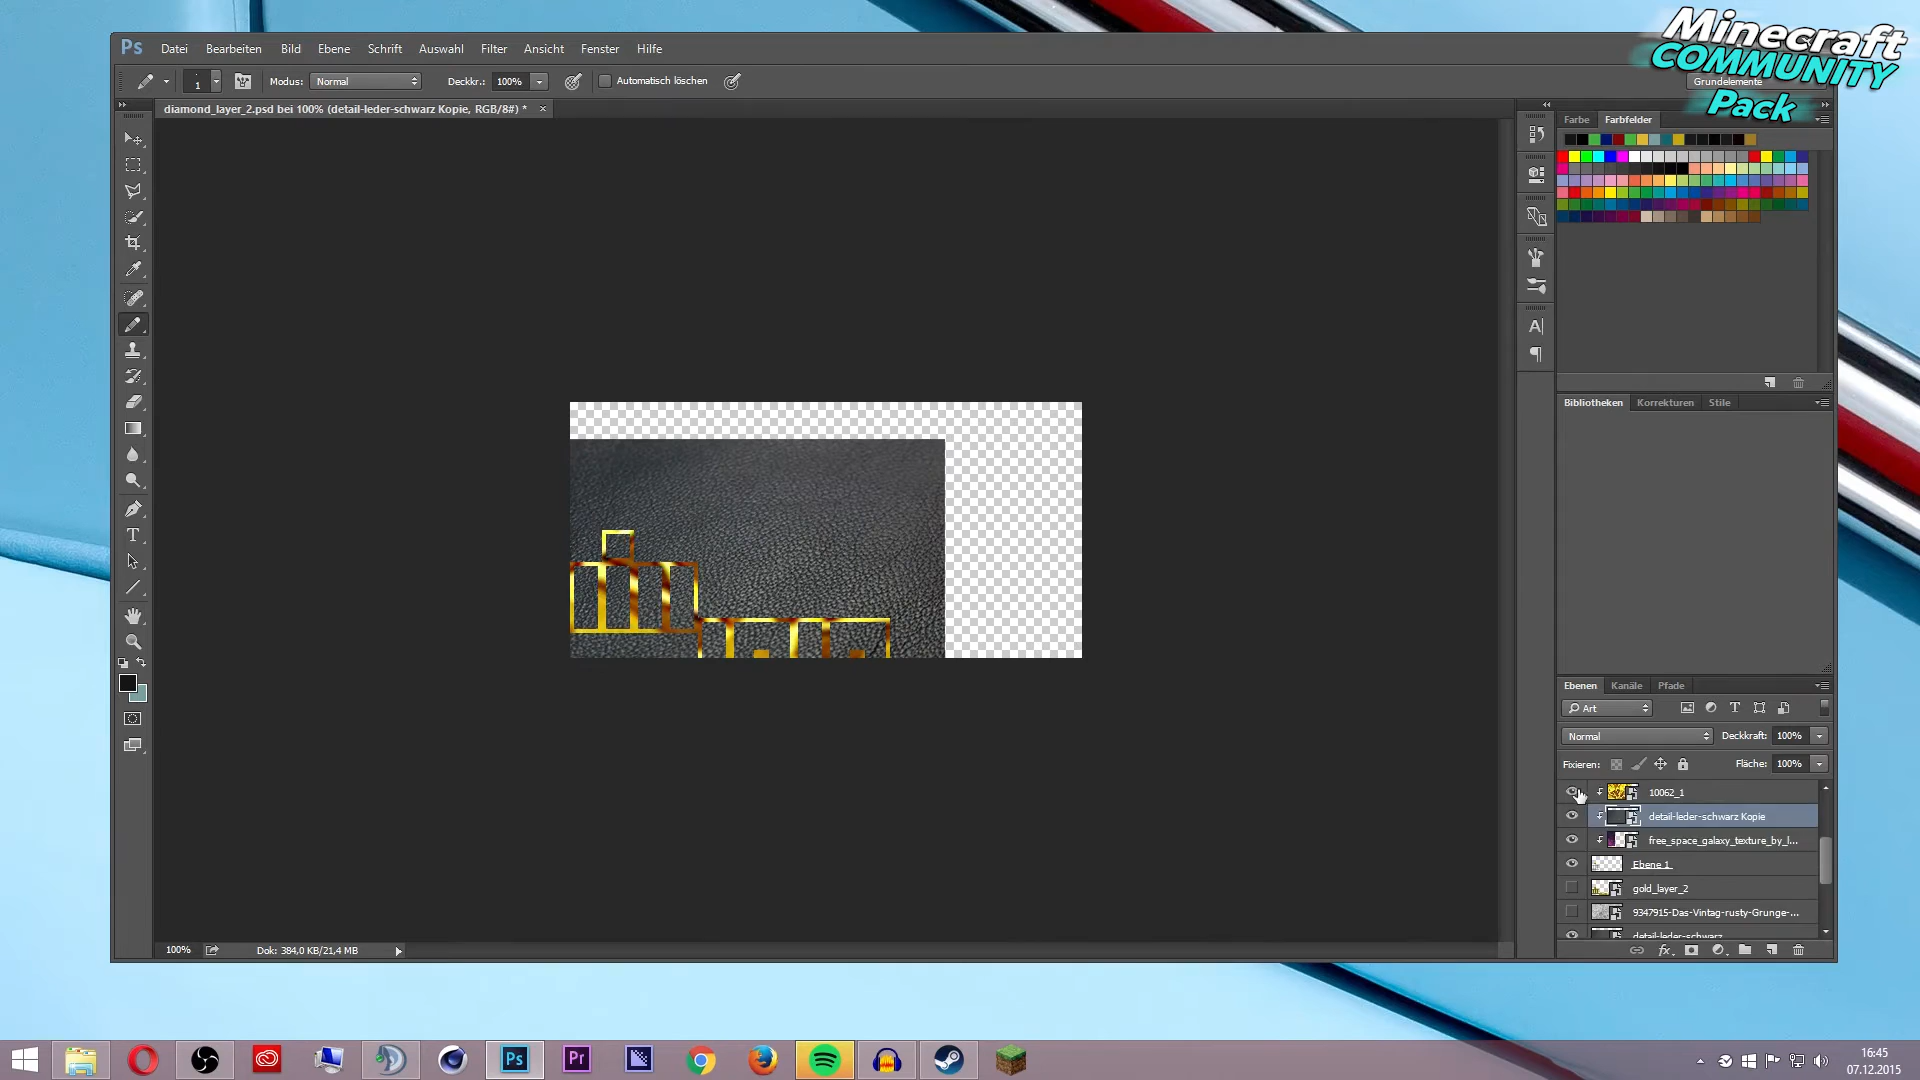 Minecraft
COMMUNITY
Pack
Ps Datei Bearbeiten Bild Ebene Schrift Auswahl Filter Ansicht Fenster Hilfe
1 Modus: Normal Deckkr.: 100% Automatisch löschen
Grundelemente
diamond_layer_2.psd bei 100% (detail-leder-schwarz Kopie, RGB/8#) * ×
Farbe Farbfelder
Bibliotheken Korrekturen Stile
Ebenen Kanäle Pfade
Art
Normal Deckkraft: 100%
Fixieren: Fläche: 100%
10062_1
detail-leder-schwarz Kopie
free_space_galaxy_texture_by_l...
Ebene 1
gold_layer_2
9347915-Das-Vintag-rusty-Grunge-...
detail-leder-schwarz
100% Dok: 384,0 KB/21,4 MB
fx
Ps Pr
16:45
07.12.2015